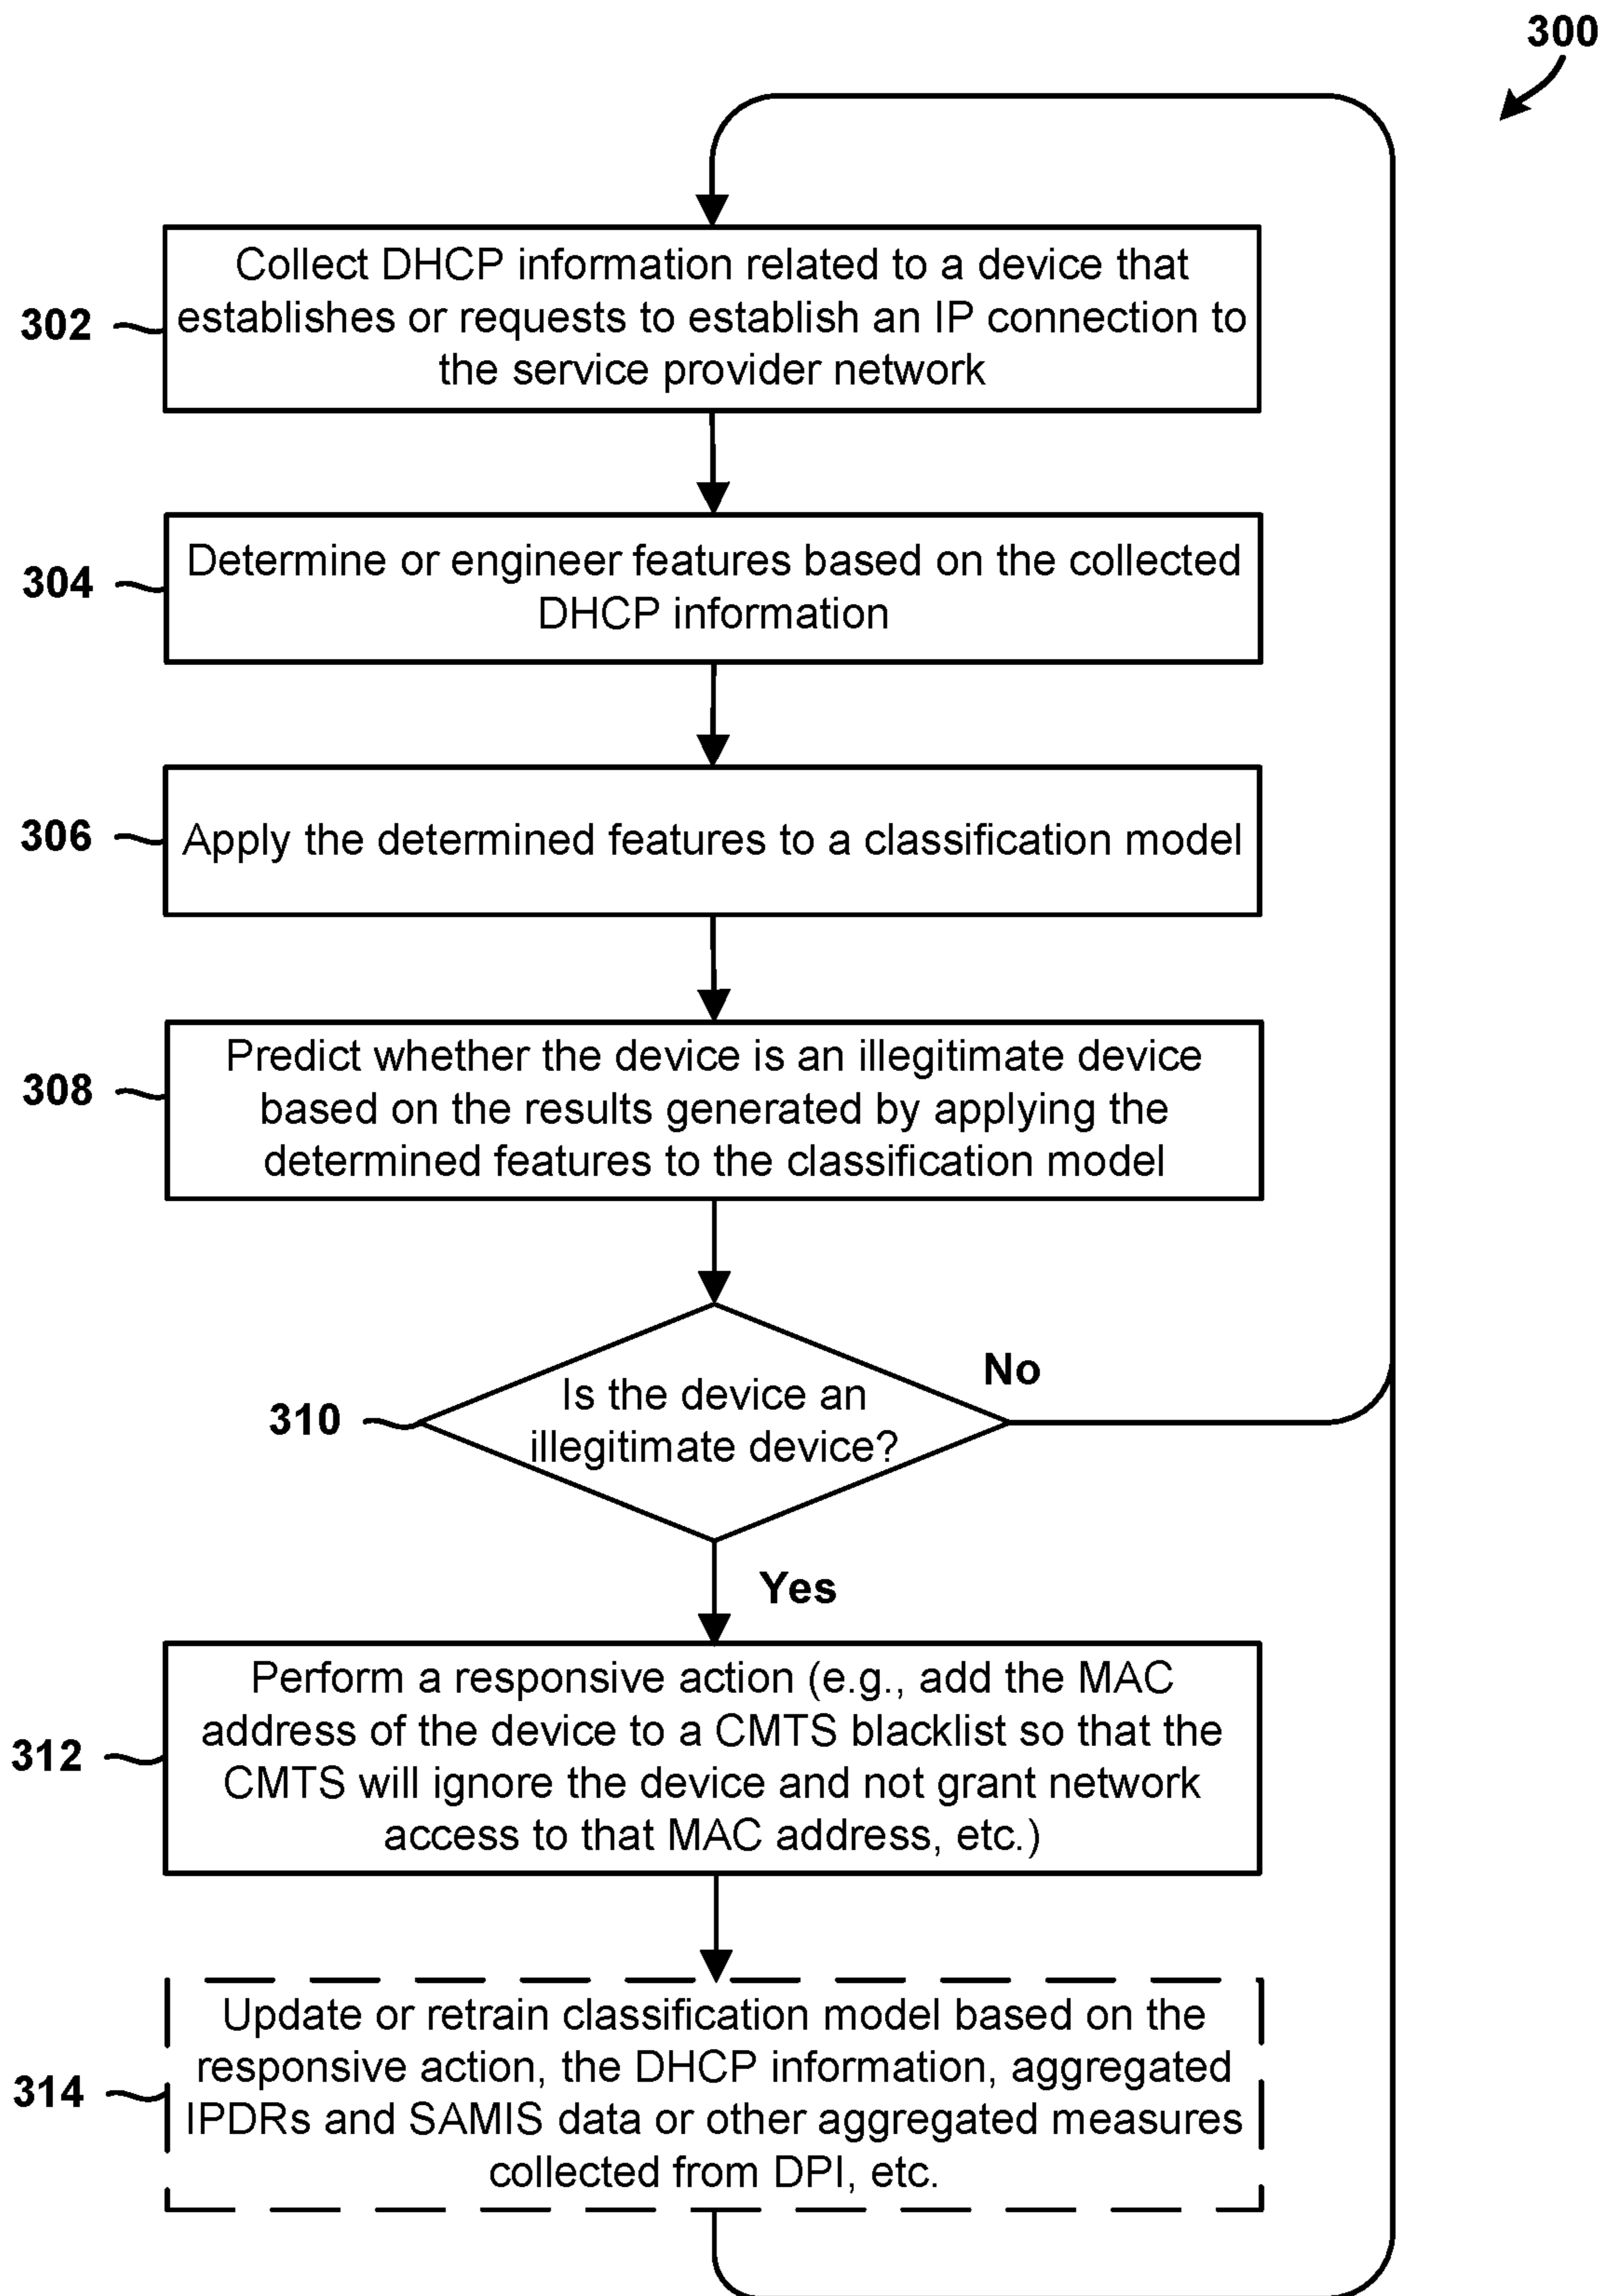 300
302
Collect DHCP information related to a device that
establishes or requests to establish an IP connection to
the service provider network
304
Determine or engineer features based on the collected
DHCP information
306
Apply the determined features to a classification model
308
Predict whether the device is an illegitimate device
based on the results generated by applying the
determined features to the classification model
310
Is the device an
illegitimate device?
No
Yes
312
Perform a responsive action (e.g., add the MAC
address of the device to a CMTS blacklist so that the
CMTS will ignore the device and not grant network
access to that MAC address, etc.)
314
Update or retrain classification model based on the
responsive action, the DHCP information, aggregated
IPDRs and SAMIS data or other aggregated measures
collected from DPI, etc.